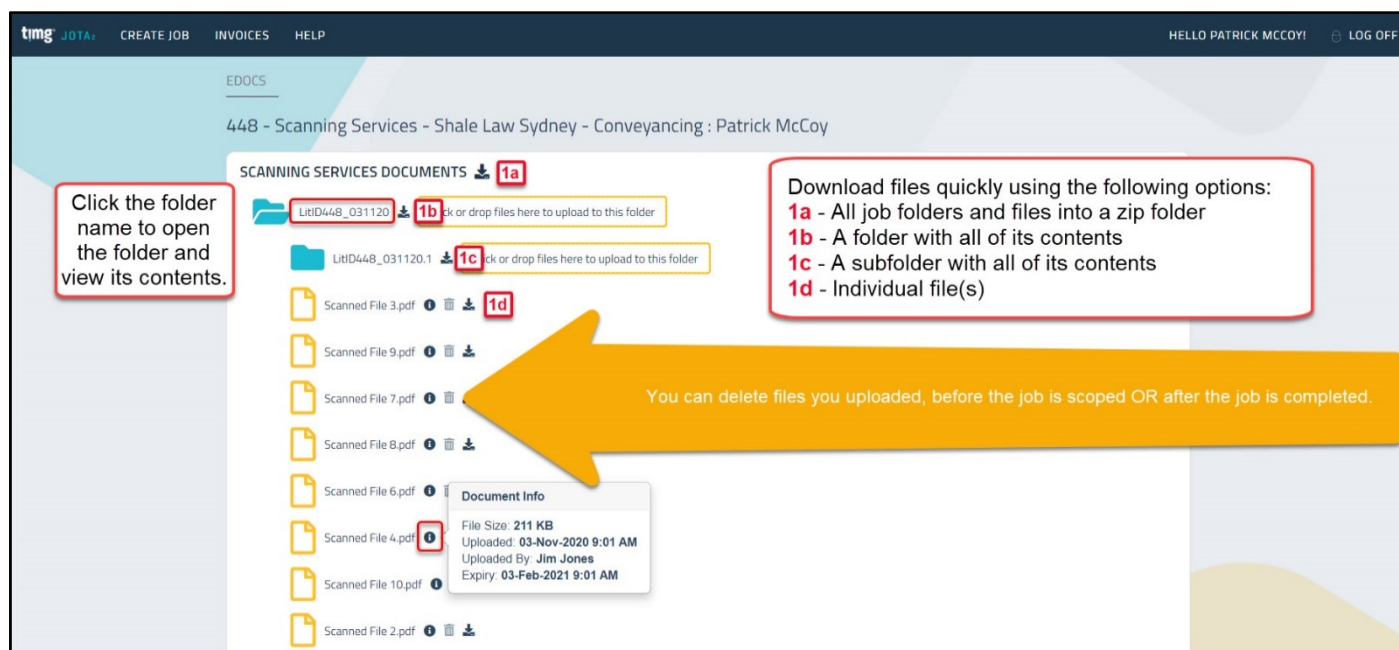 timg JOTA2 CREATE JOB INVOICES HELP HELLO PATRICK MCCOY! LOG OFF
EDOCS
448 - Scanning Services - Shale Law Sydney - Conveyancing : Patrick McCoy
SCANNING SERVICES DOCUMENTS 1a
Click the folder
name to open
the folder and
view its contents.
LitID448_031120 1b ck or drop files here to upload to this folder
LitID448_031120.1 1c ck or drop files here to upload to this folder
Download files quickly using the following options:
1a - All job folders and files into a zip folder
1b - A folder with all of its contents
1c - A subfolder with all of its contents
1d - Individual file(s)
Scanned File 3.pdf 1d
Scanned File 9.pdf
Scanned File 7.pdf
You can delete files you uploaded, before the job is scoped OR after the job is completed.
Scanned File 8.pdf
Scanned File 6.pdf
Document Info
File Size: 211 KB
Uploaded: 03-Nov-2020 9:01 AM
Uploaded By: Jim Jones
Expiry: 03-Feb-2021 9:01 AM
Scanned File 4.pdf
Scanned File 10.pdf
Scanned File 2.pdf